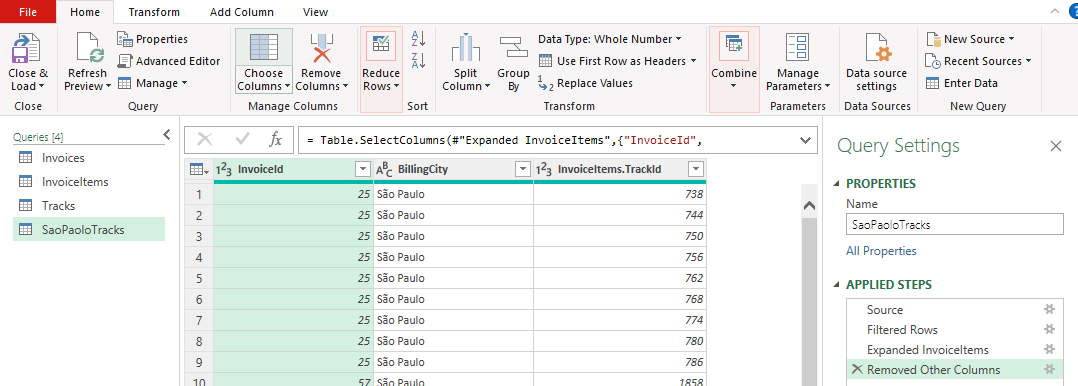 File Home Transform Add Column View
Close & Load Close
Refresh Preview Properties Advanced Editor Manage Query
Choose Columns Remove Columns Manage Columns
Reduce Rows
A Z Z A Sort
Split Column Group By Data Type: Whole Number Use First Row as Headers 1 2 Replace Values Transform
Combine
Manage Parameters Parameters
Data source settings Data Sources
New Source Recent Sources Enter Data New Query
Queries [4]
Invoices
InvoiceItems
Tracks
SaoPaoloTracks
fx = Table.SelectColumns(#"Expanded InvoiceItems",{"InvoiceId",
123 InvoiceId ABC BillingCity 123 InvoiceItems.TrackId
1 25 São Paulo 738
2 25 São Paulo 744
3 25 São Paulo 750
4 25 São Paulo 756
5 25 São Paulo 762
6 25 São Paulo 768
7 25 São Paulo 774
8 25 São Paulo 780
9 25 São Paulo 786
10 57 São Paulo 1858
Query Settings
PROPERTIES
Name
SaoPaoloTracks
All Properties
APPLIED STEPS
Source
Filtered Rows
Expanded InvoiceItems
Removed Other Columns